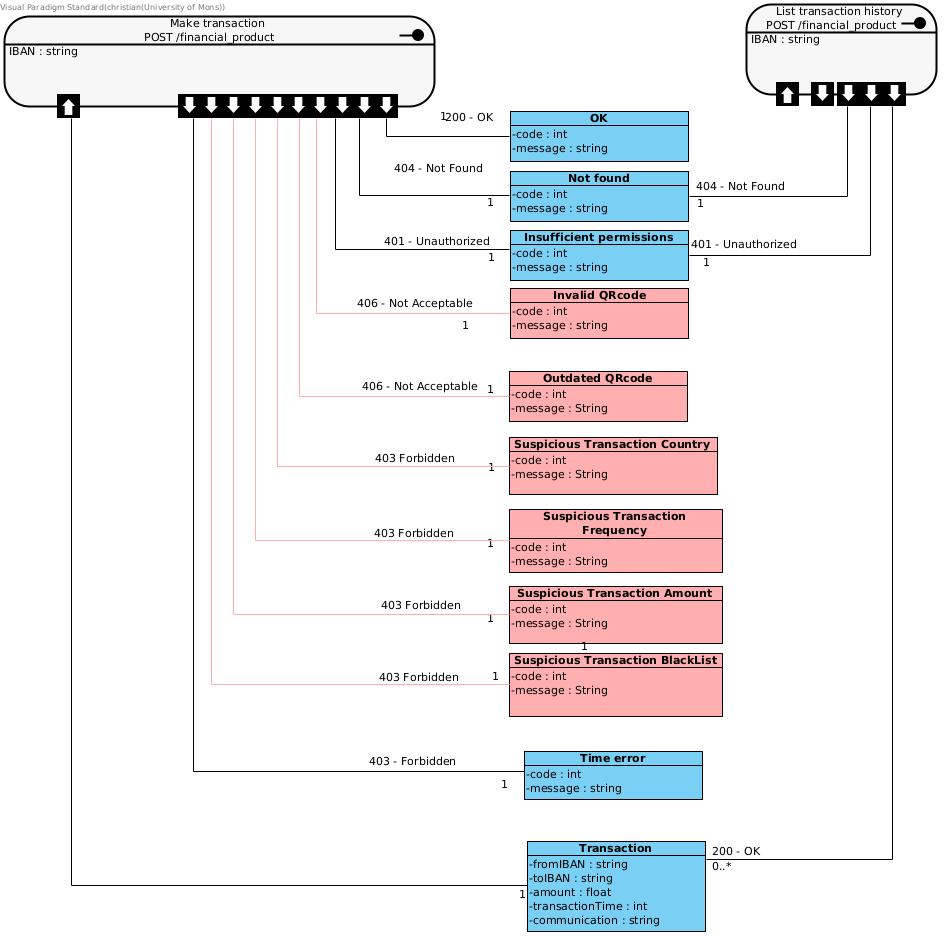 Visual Paradigm Standard(christian(University of Mons))
Make transaction
POST /financial_product
IBAN : string
List transaction history
POST /financial_product
IBAN : string
1
200 - OK
OK
-code : int
-message : string
404 - Not Found
1
Not found
-code : int
-message : string
404 - Not Found
1
401 - Unauthorized
1
Insufficient permissions
-code : int
-message : string
401 - Unauthorized
1
406 - Not Acceptable
1
Invalid QRcode
-code : int
-message : string
406 - Not Acceptable
1
Outdated QRcode
-code : int
-message : String
403 Forbidden
1
Suspicious Transaction Country
-code : int
-message : String
403 Forbidden
1
Suspicious Transaction
Frequency
-code : int
-message : String
403 Forbidden
1
Suspicious Transaction Amount
-code : int
-message : String
1
403 Forbidden
1
Suspicious Transaction BlackList
-code : int
-message : String
403 - Forbidden
1
Time error
-code : int
-message : string
1
Transaction
-fromIBAN : string
-toIBAN : string
-amount : float
-transactionTime : int
-communication : string
200 - OK
0..*